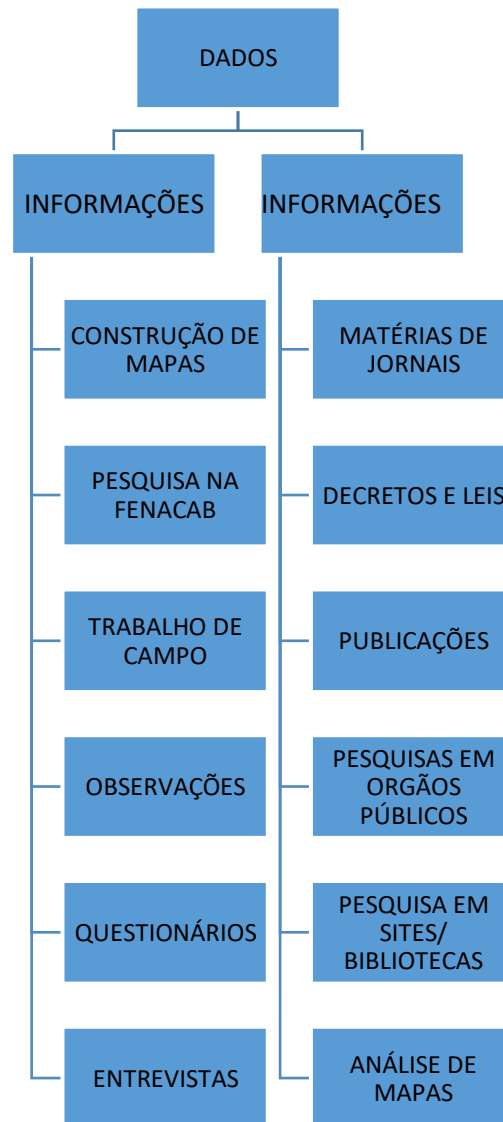 DADOS
INFORMAÇÕES
CONSTRUÇÃO DE
MAPAS
PESQUISA NA
FENACAB
TRABALHO DE
CAMPO
OBSERVAÇÕES
QUESTIONÁRIOS
ENTREVISTAS
INFORMAÇÕES
MATÉRIAS DE
JORNAIS
DECRETOS E LEIS
PUBLICAÇÕES
PESQUISAS EM
ORGÃOS
PÚBLICOS
PESQUISA EM
SITES/
BIBLIOTECAS
ANÁLISE DE
MAPAS